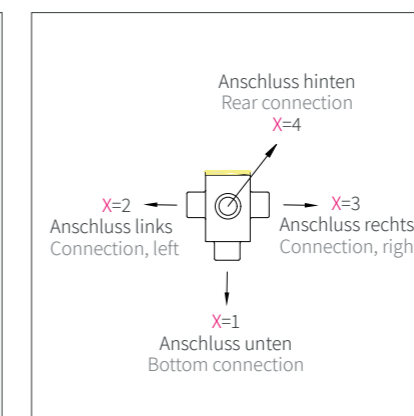 Anschluss hinten
Rear connection
X=4
X=2
Anschluss links
Connection, left
X=3
Anschluss rechts
Connection, righ
X=1
Anschluss unten
Bottom connection